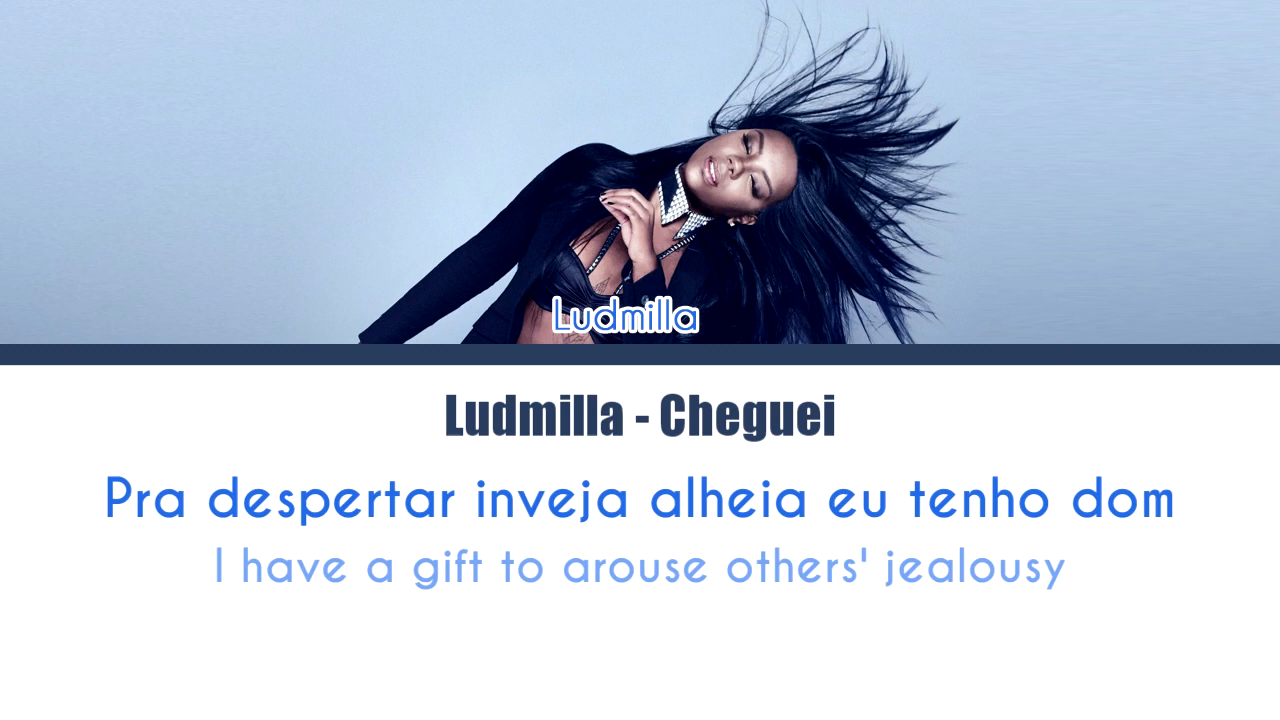 Ludmilla
Ludmilla - Cheguei
Pra despertar inveja alheia eu tenho dom
I have a gift to arouse others' jealousy